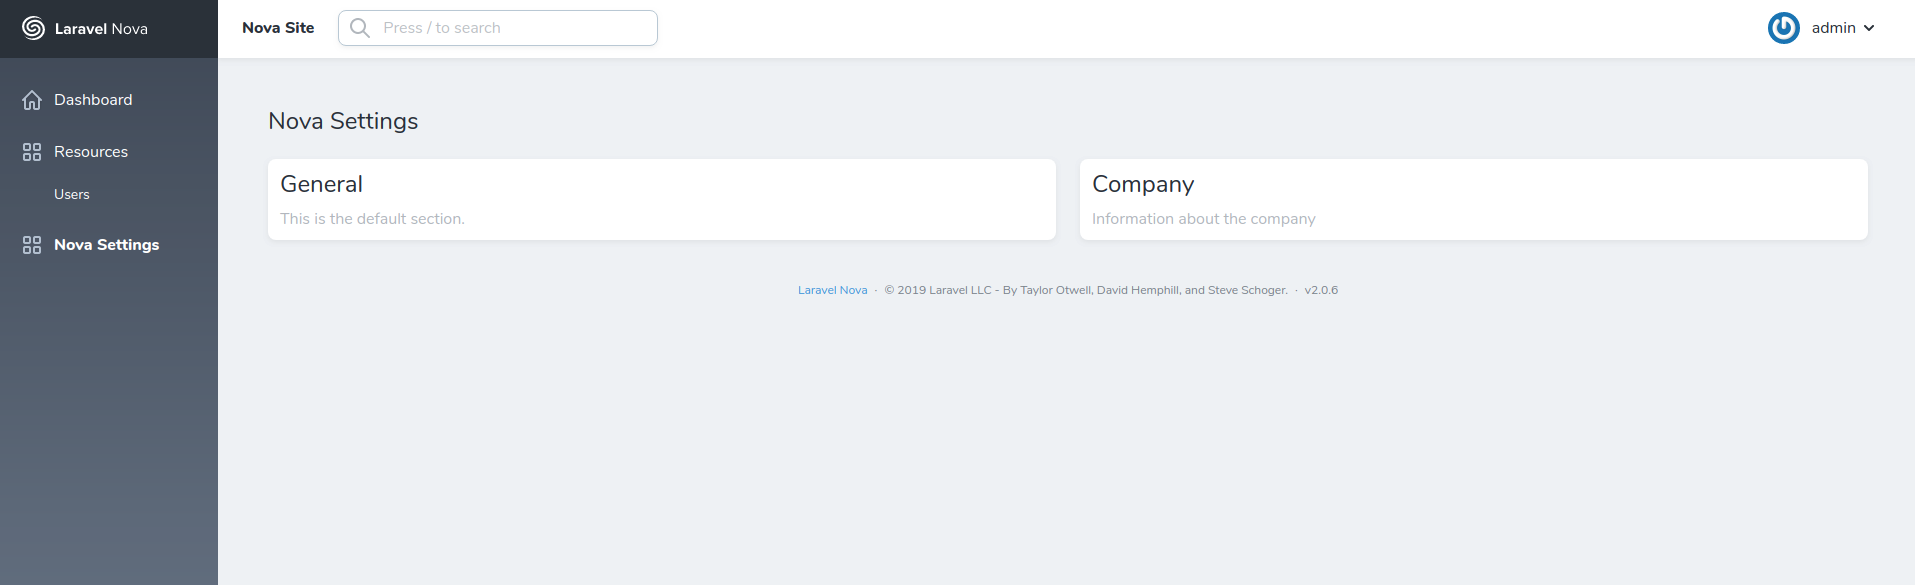 Laravel Nova
Nova Site
Press / to search
admin
Dashboard
Resources
Users
Nova Settings
Nova Settings
General
This is the default section.
Company
Information about the company
Laravel Nova · © 2019 Laravel LLC - By Taylor Otwell, David Hemphill, and Steve Schoger. · v2.0.6